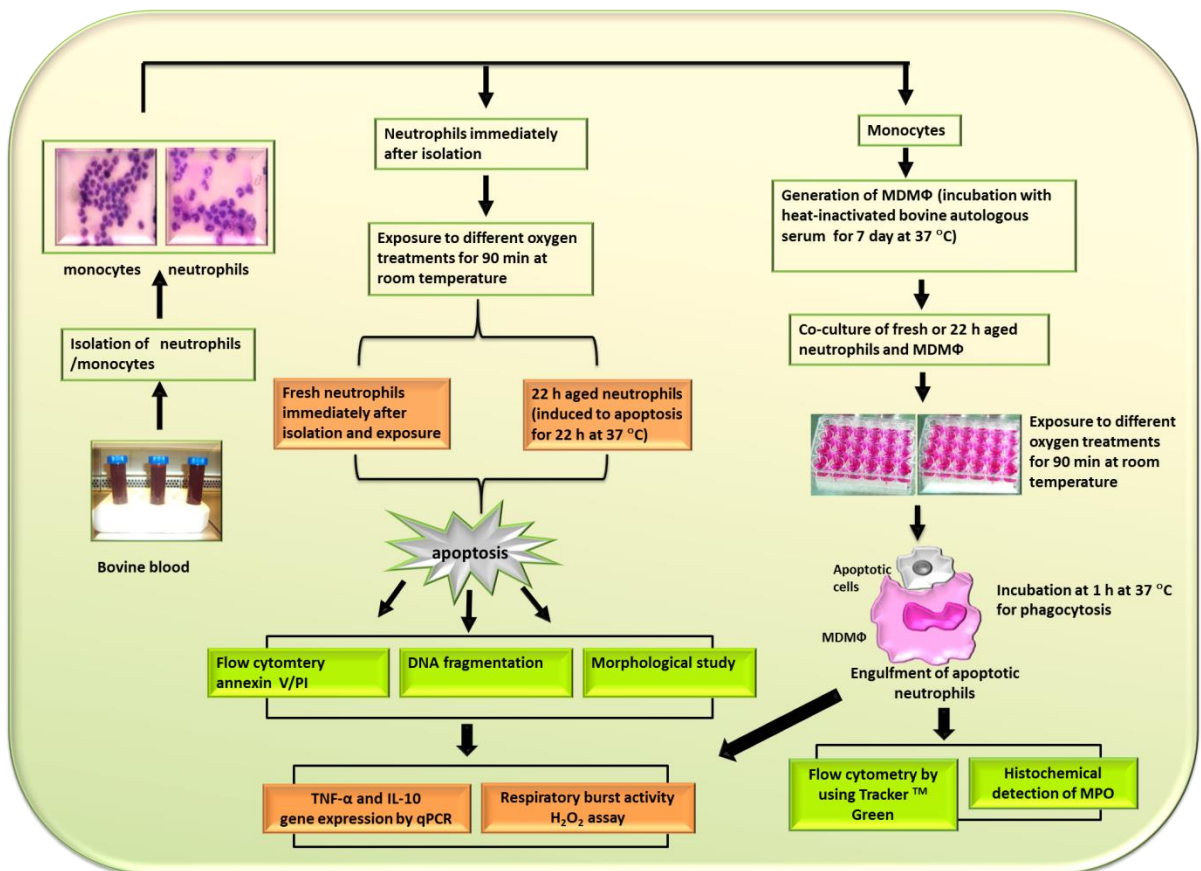 monocytes
neutrophils
Isolation of neutrophils
/monocytes
Bovine blood
Neutrophils immediately
after isolation
Exposure to different oxygen
treatments for 90 min at
room temperature
Fresh neutrophils
immediately after
isolation and exposure
22 h aged neutrophils
(induced to apoptosis
for 22 h at 37 °C)
apoptosis
Flow cytomtery
annexin V/PI
DNA fragmentation
Morphological study
TNF-α and IL-10
gene expression by qPCR
Respiratory burst activity
H₂O₂ assay
Monocytes
Generation of MDMΦ (incubation with
heat-inactivated bovine autologous
serum for 7 day at 37 °C)
Co-culture of fresh or 22 h aged
neutrophils and MDMΦ
Exposure to different
oxygen treatments
for 90 min at room
temperature
Apoptotic
cells
MDMΦ
Incubation at 1 h at 37 °C
for phagocytosis
Engulfment of apoptotic
neutrophils
Flow cytometry by
using Tracker ™
Green
Histochemical
detection of MPO